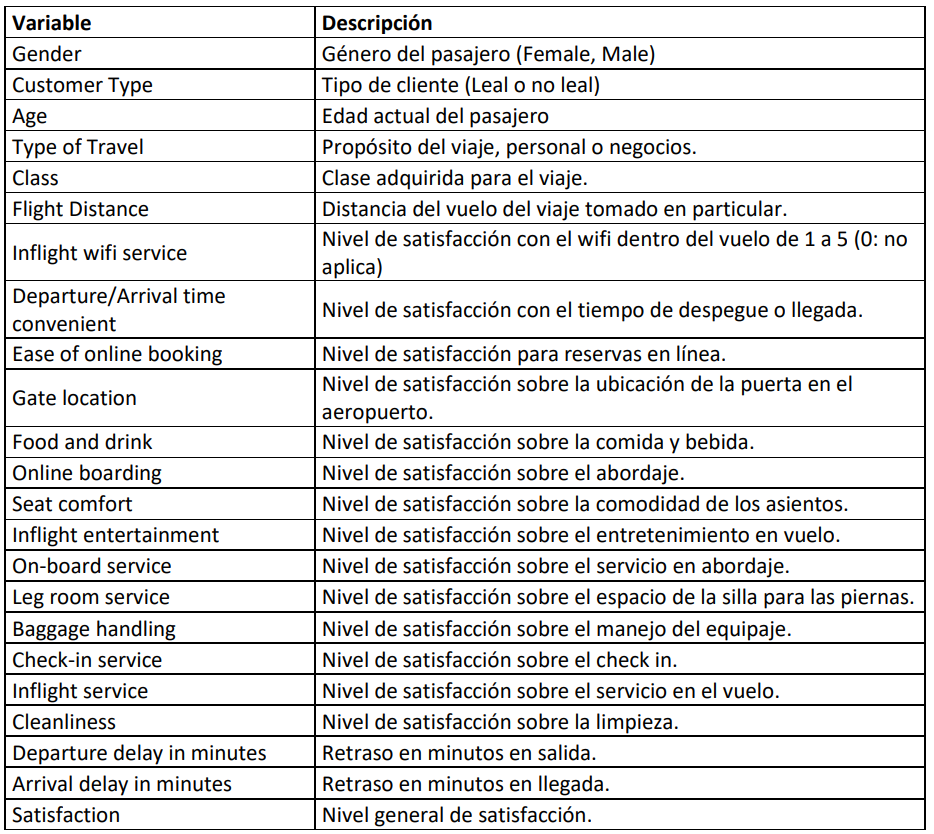 Variable Descripción
Gender Género del pasajero (Female, Male)
Customer Type Tipo de cliente (Leal o no leal)
Age Edad actual del pasajero
Type of Travel Propósito del viaje, personal o negocios.
Class Clase adquirida para el viaje.
Flight Distance Distancia del vuelo del viaje tomado en particular.
Inflight wifi service Nivel de satisfacción con el wifi dentro del vuelo de 1 a 5 (0: no
aplica)
Departure/Arrival time
convenient Nivel de satisfacción con el tiempo de despegue o llegada.
Ease of online booking Nivel de satisfacción para reservas en línea.
Gate location Nivel de satisfacción sobre la ubicación de la puerta en el
aeropuerto.
Food and drink Nivel de satisfacción sobre la comida y bebida.
Online boarding Nivel de satisfacción sobre el abordaje.
Seat comfort Nivel de satisfacción sobre la comodidad de los asientos.
Inflight entertainment Nivel de satisfacción sobre el entretenimiento en vuelo.
On-board service Nivel de satisfacción sobre el servicio en abordaje.
Leg room service Nivel de satisfacción sobre el espacio de la silla para las piernas.
Baggage handling Nivel de satisfacción sobre el manejo del equipaje.
Check-in service Nivel de satisfacción sobre el check in.
Inflight service Nivel de satisfacción sobre el servicio en el vuelo.
Cleanliness Nivel de satisfacción sobre la limpieza.
Departure delay in minutes Retraso en minutos en salida.
Arrival delay in minutes Retraso en minutos en llegada.
Satisfaction Nivel general de satisfacción.